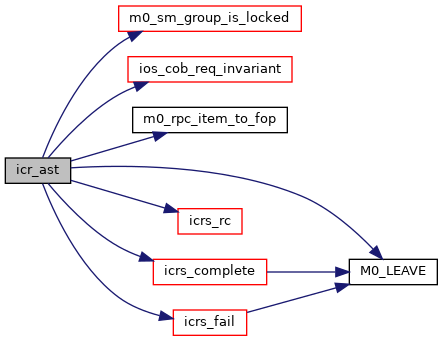 m0_sm_group_is_locked
ios_cob_req_invariant
m0_rpc_item_to_fop
icr_ast
icrs_rc
icrs_complete
M0_LEAVE
icrs_fail